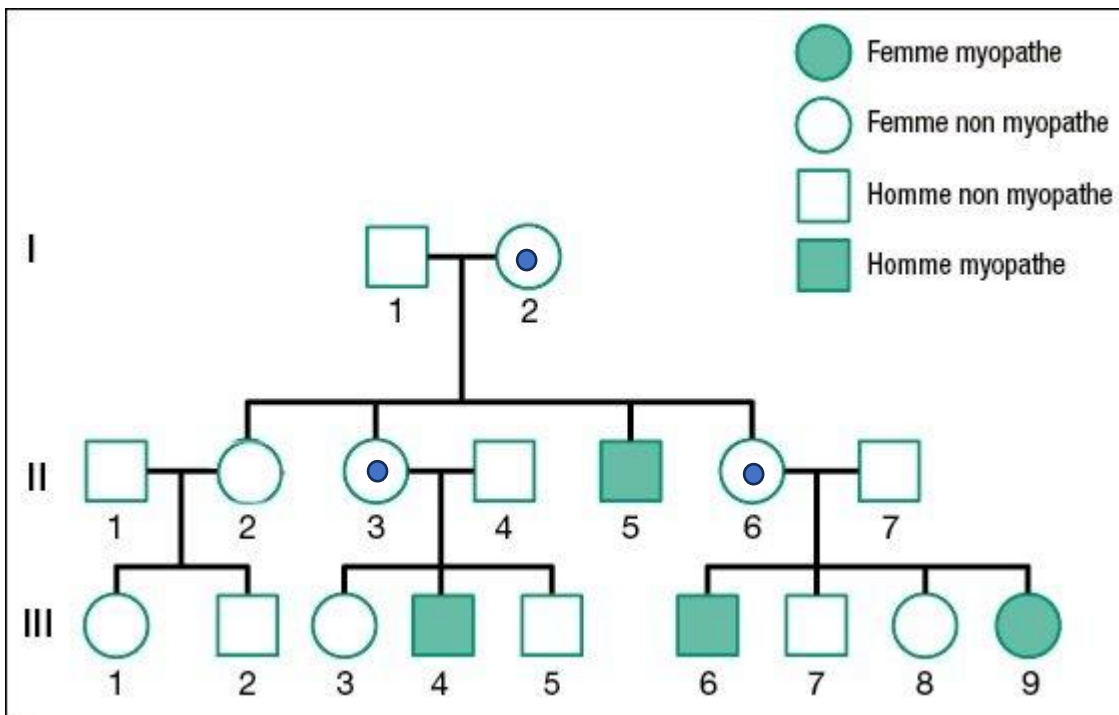 Femme myopathe
Femme non myopathe
Homme non myopathe
Homme myopathe
I
1 2
II
1 2 3 4 5 6 7
III
1 2 3 4 5 6 7 8 9